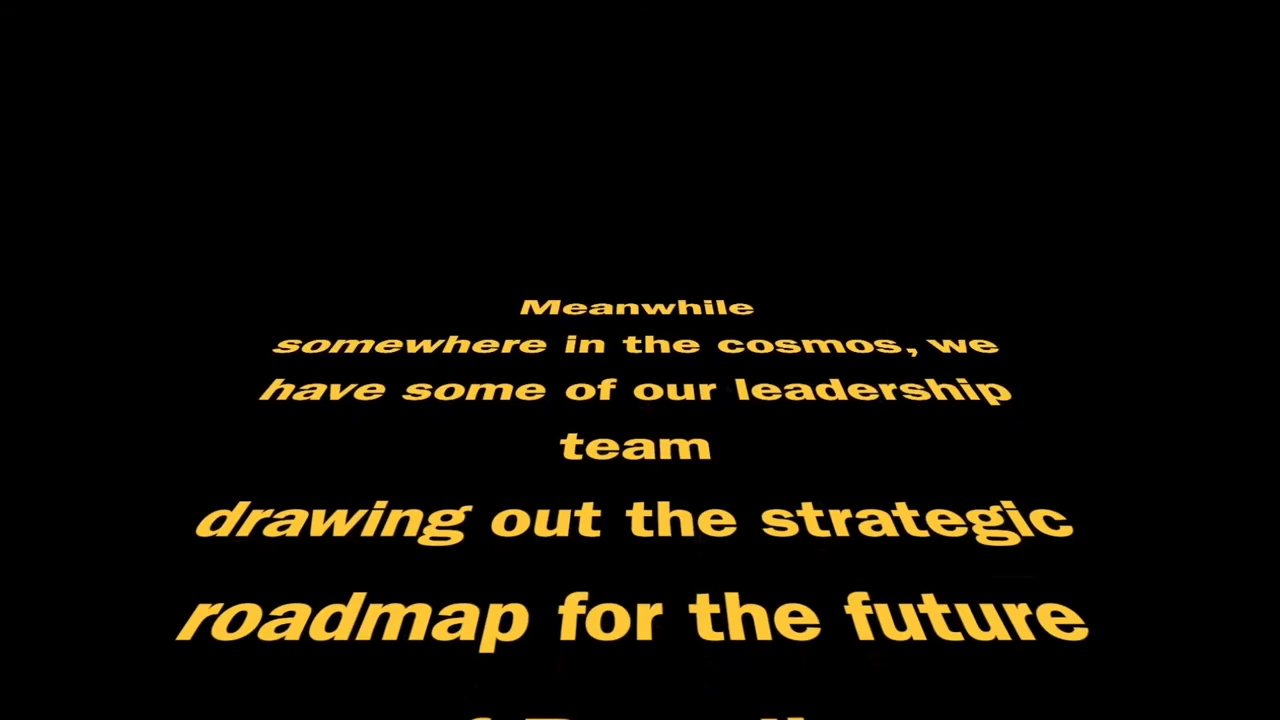 Meanwhile
somewhere in the cosmos, we
have some of our leadership
team
drawing out the strategic
roadmap for the future